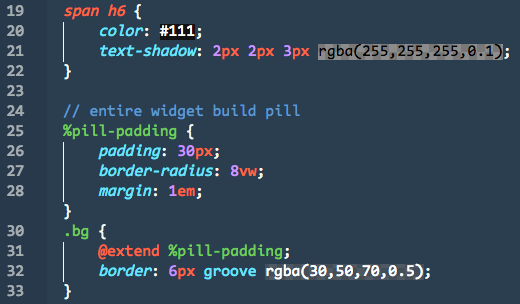 19 span h6 {
20 color: #111;
21 text-shadow: 2px 2px 3px rgba(255,255,255,0.1);
22 }
23
24 // entire widget build pill
25 %pill-padding {
26 padding: 30px;
27 border-radius: 8vw;
28 margin: 1em;
}
30 .bg {
31 @extend %pill-padding;
32 border: 6px groove rgba(30,50,70,0.5);
33 }